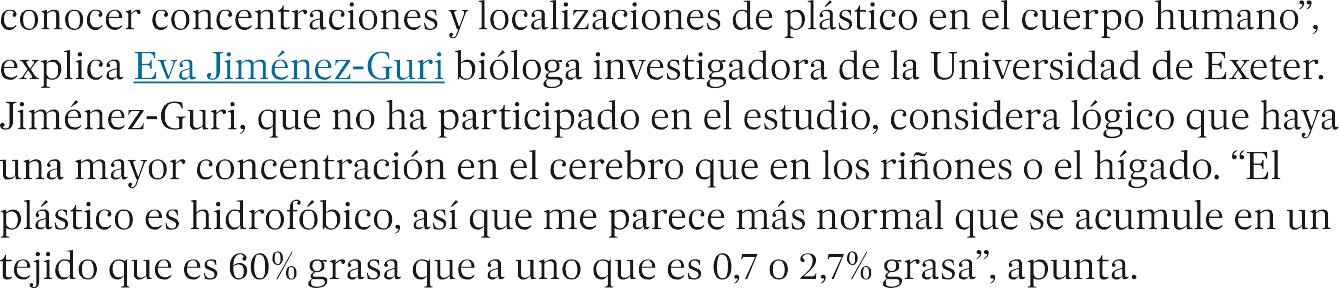 conocer concentraciones y localizaciones de plástico en el cuerpo humano”,
explica Eva Jiménez-Guri bióloga investigadora de la Universidad de Exeter.
Jiménez-Guri, que no ha participado en el estudio, considera lógico que haya
una mayor concentración en el cerebro que en los riñones o el hígado. “El
plástico es hidrofóbico, así que me parece más normal que se acumule en un
tejido que es 60% grasa que a uno que es 0,7 o 2,7% grasa”, apunta.